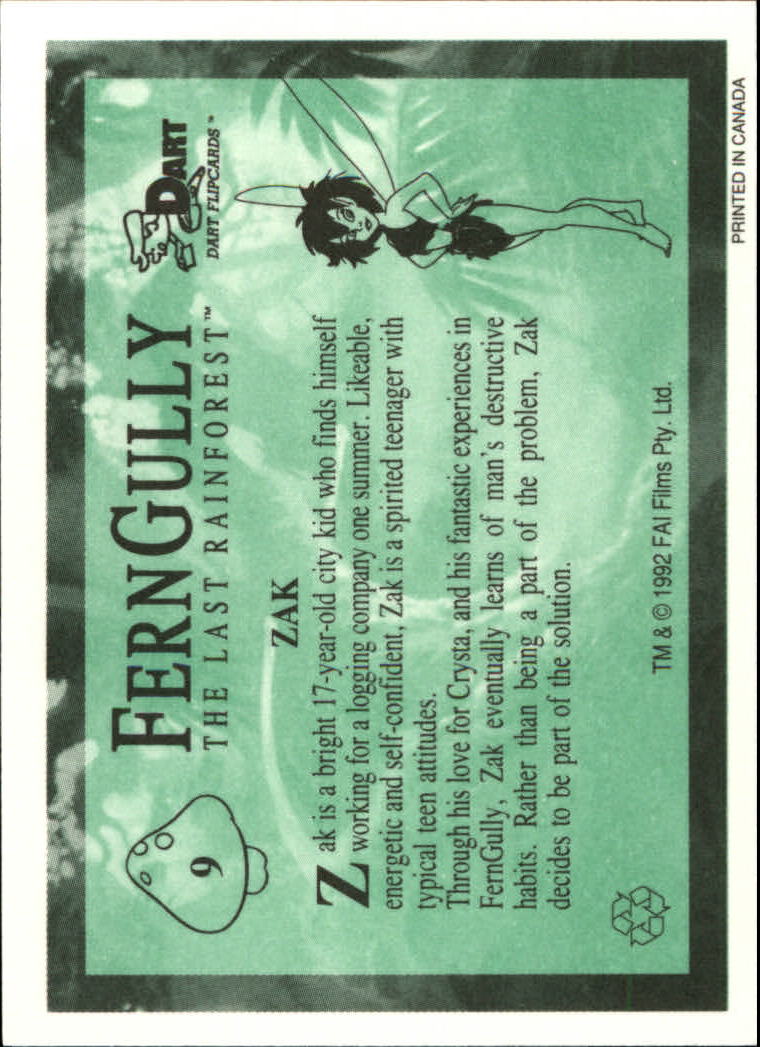 9
FERNGULLY
THE LAST RAINFOREST™
DART
DART FLIPCARDS™
ZAK
Zak is a bright 17-year-old city kid who finds himself
working for a logging company one summer. Likeable,
energetic and self-confident, Zak is a spirited teenager with
typical teen attitudes.
Through his love for Crysta, and his fantastic experiences in
FernGully, Zak eventually learns of man's destructive
habits. Rather than being a part of the problem, Zak
decides to be part of the solution.
TM & © 1992 FAI Films Pty. Ltd.
PRINTED IN CANADA